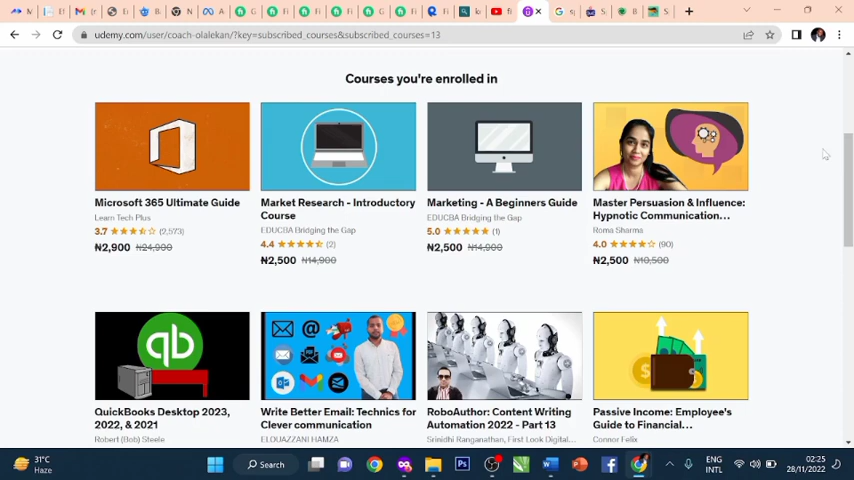 udemy.com/user/coach-olalekan/?key=subscribed_courses&subscribed_courses=13
Courses you're enrolled in
Microsoft 365 Ultimate Guide
Learn Tech Plus
3.7 (2,573)
₦2,900 ₦24,900
Market Research - Introductory
Course
EDUCBA Bridging the Gap
4.4 (2)
₦2,500 ₦14,900
Marketing - A Beginners Guide
EDUCBA Bridging the Gap
5.0 (1)
₦2,500 ₦14,900
Master Persuasion & Influence:
Hypnotic Communication...
Roma Sharma
4.0 (90)
₦2,500 ₦10,500
qb
QuickBooks Desktop 2023,
2022, & 2021
Robert (Bob) Steele
Write Better Email: Technics for
Clever communication
ELOUAZZANI HAMZA
RoboAuthor: Content Writing
Automation 2022 - Part 13
Srinidhi Ranganathan, First Look Digital...
Passive Income: Employee's
Guide to Financial...
Connor Felix
31°C
Haze
Search
ENG
INTL
02:25
28/11/2022